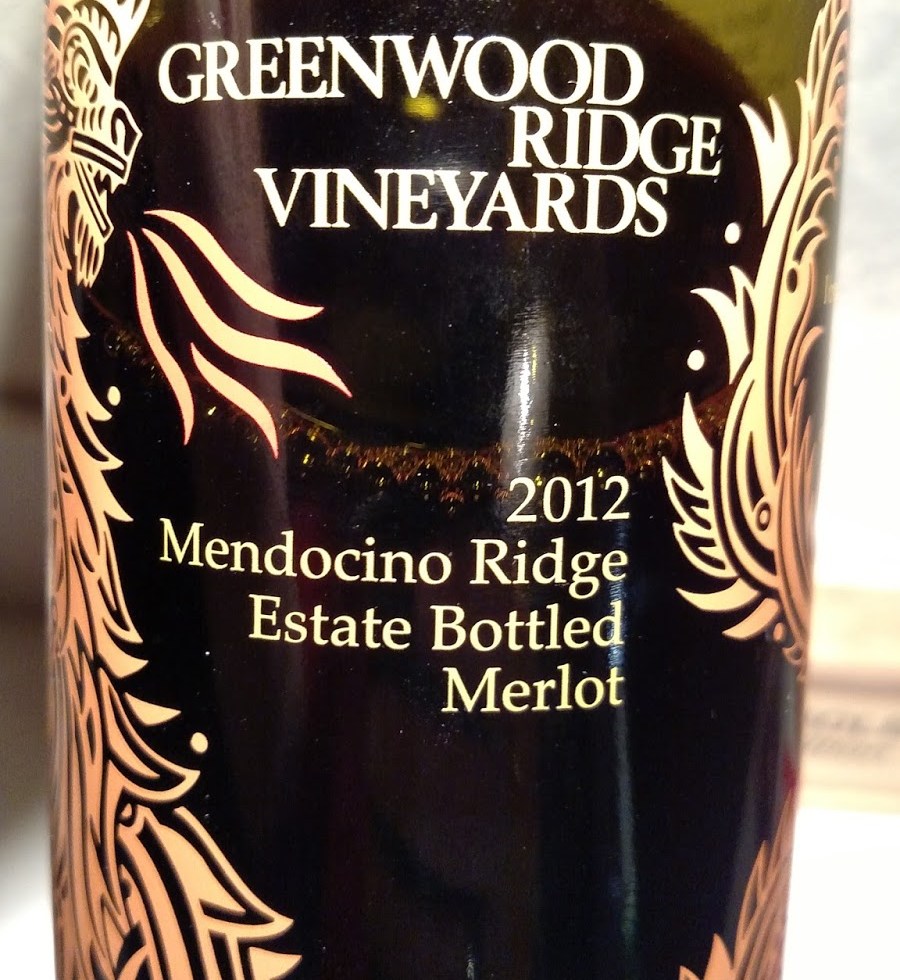 GREENWOOD
RIDGE
VINEYARDS
2012
Mendocino Ridge
Estate Bottled
Merlot